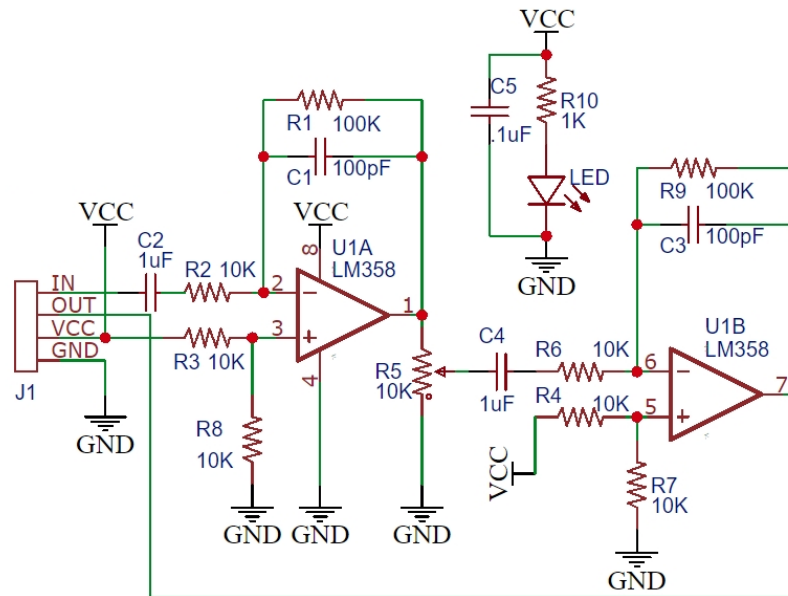 VCC
C5
.1uF
R10
1K
LED
GND
R1
100K
C1
100pF
VCC
8
U1A
LM358
VCC
C2
1uF
R2 10K
2
1
IN
OUT
VCC
GND
J1
R3 10K
3
4
R5
10K
R8
10K
GND
GND
GND
GND
R9
100K
C3
100pF
C4
1uF
R6
10K
6
U1B
LM358
7
R4
10K
5
VCC
R7
10K
GND